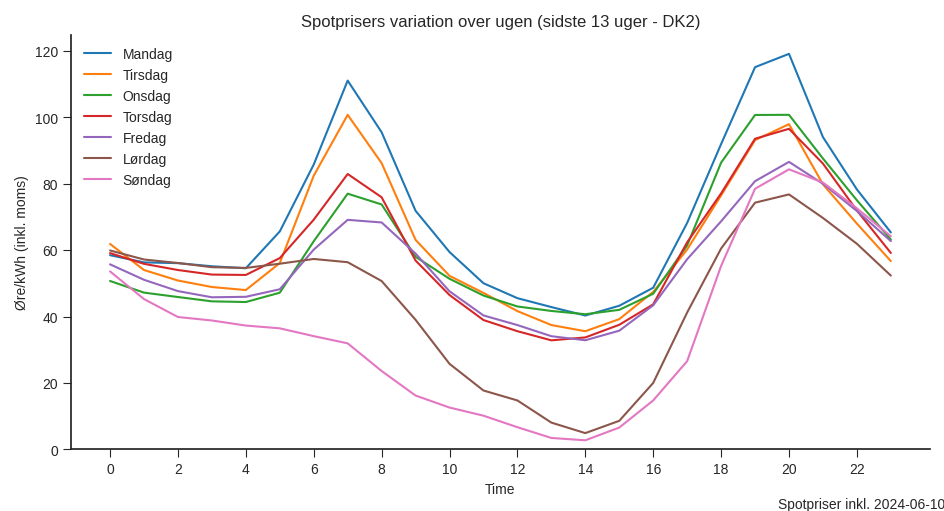 Spotprisers variation over ugen (sidste 13 uger - DK2)
Mandag
Tirsdag
Onsdag
Torsdag
Fredag
Lørdag
Søndag
Øre/kWh (inkl. moms)
120
100
80
60
40
20
0
0 2 4 6 8 10 12 14 16 18 20 22
Time
Spotpriser inkl. 2024-06-10